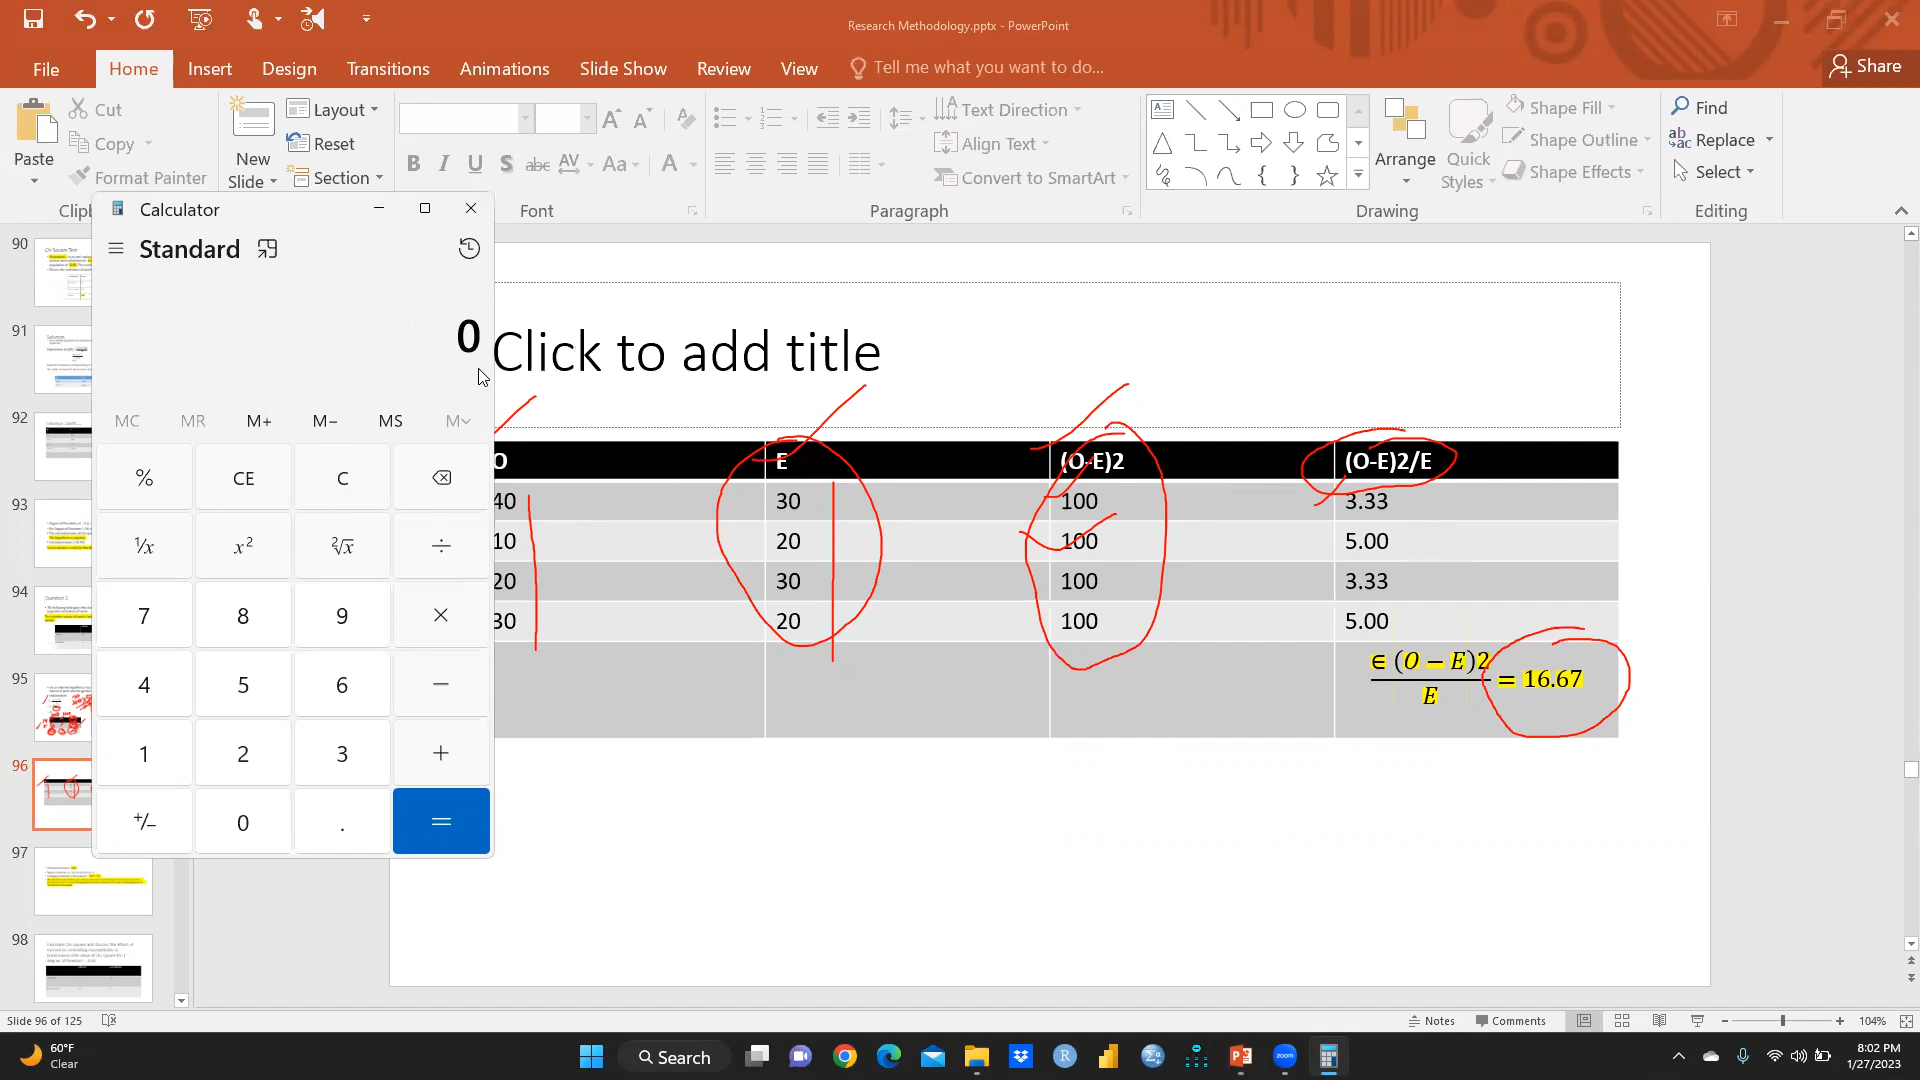 Research Methodology.pptx - PowerPoint
File Home Insert Design Transitions Animations Slide Show Review View Tell me what you want to do... Share
Paste
Cut
Copy
Format Painter
New Slide
Layout
Reset
Section
Font
Text Direction
Align Text
Convert to SmartArt
Paragraph
Arrange
Quick Styles
Shape Fill
Shape Outline
Shape Effects
Drawing
Find
Replace
Select
Editing
Calculator
Standard
0
MC MR M+ M− MS M
% CE C
¹/x x² ²√x ÷
7 8 9 ×
4 5 6 −
1 2 3 +
+/− 0 . =
90
91
92
93
94
95
96
97
98
Click to add title
O E (O-E)2 (O-E)2/E
40 30 100 3.33
10 20 100 5.00
20 30 100 3.33
30 20 100 5.00
∈ (O − E)2
E
= 16.67
Slide 96 of 125
Notes Comments 104%
60°F
Clear
Search
8:02 PM
1/27/2023